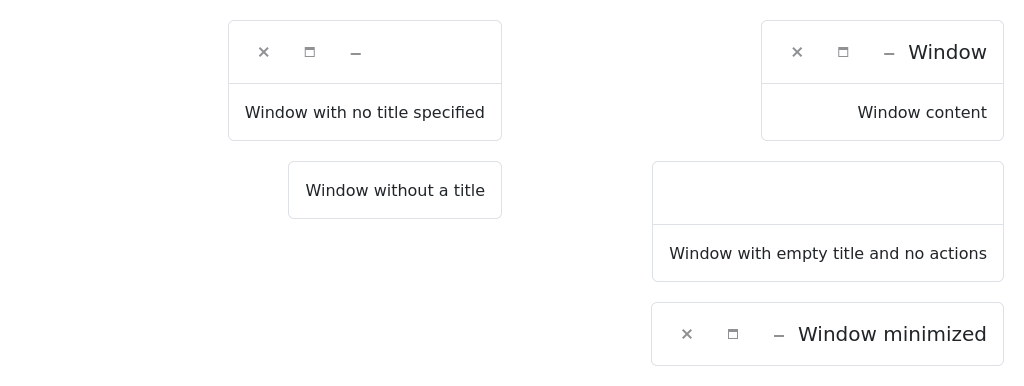 Window
Window content
Window with empty title and no actions
Window minimized
Window with no title specified
Window without a title